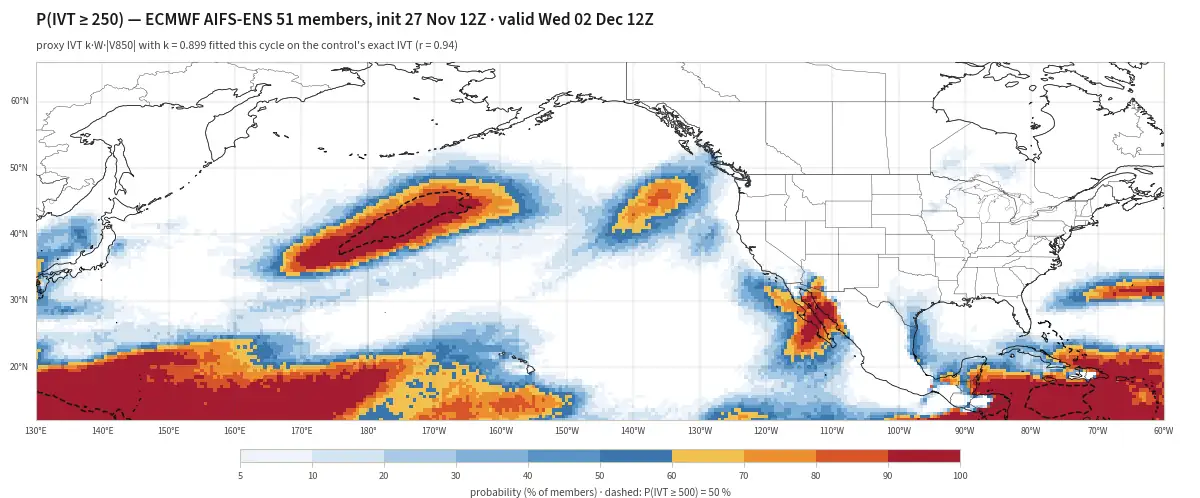 P(IVT ≥ 250) — ECMWF AIFS-ENS 51 members, init 27 Nov 12Z · valid Wed 02 Dec 12Z
proxy IVT k·W·|V850| with k = 0.899 fitted this cycle on the control's exact IVT (r = 0.94)
60°N
50°N
40°N
30°N
20°N
130°E 140°E 150°E 160°E 180° 170°W 160°W 150°W 140°W 130°W 120°W 110°W 100°W 90°W 80°W 70°W 60°W
5 10 20 30 40 50 60 70 80 90 100
probability (% of members) · dashed: P(IVT ≥ 500) = 50 %